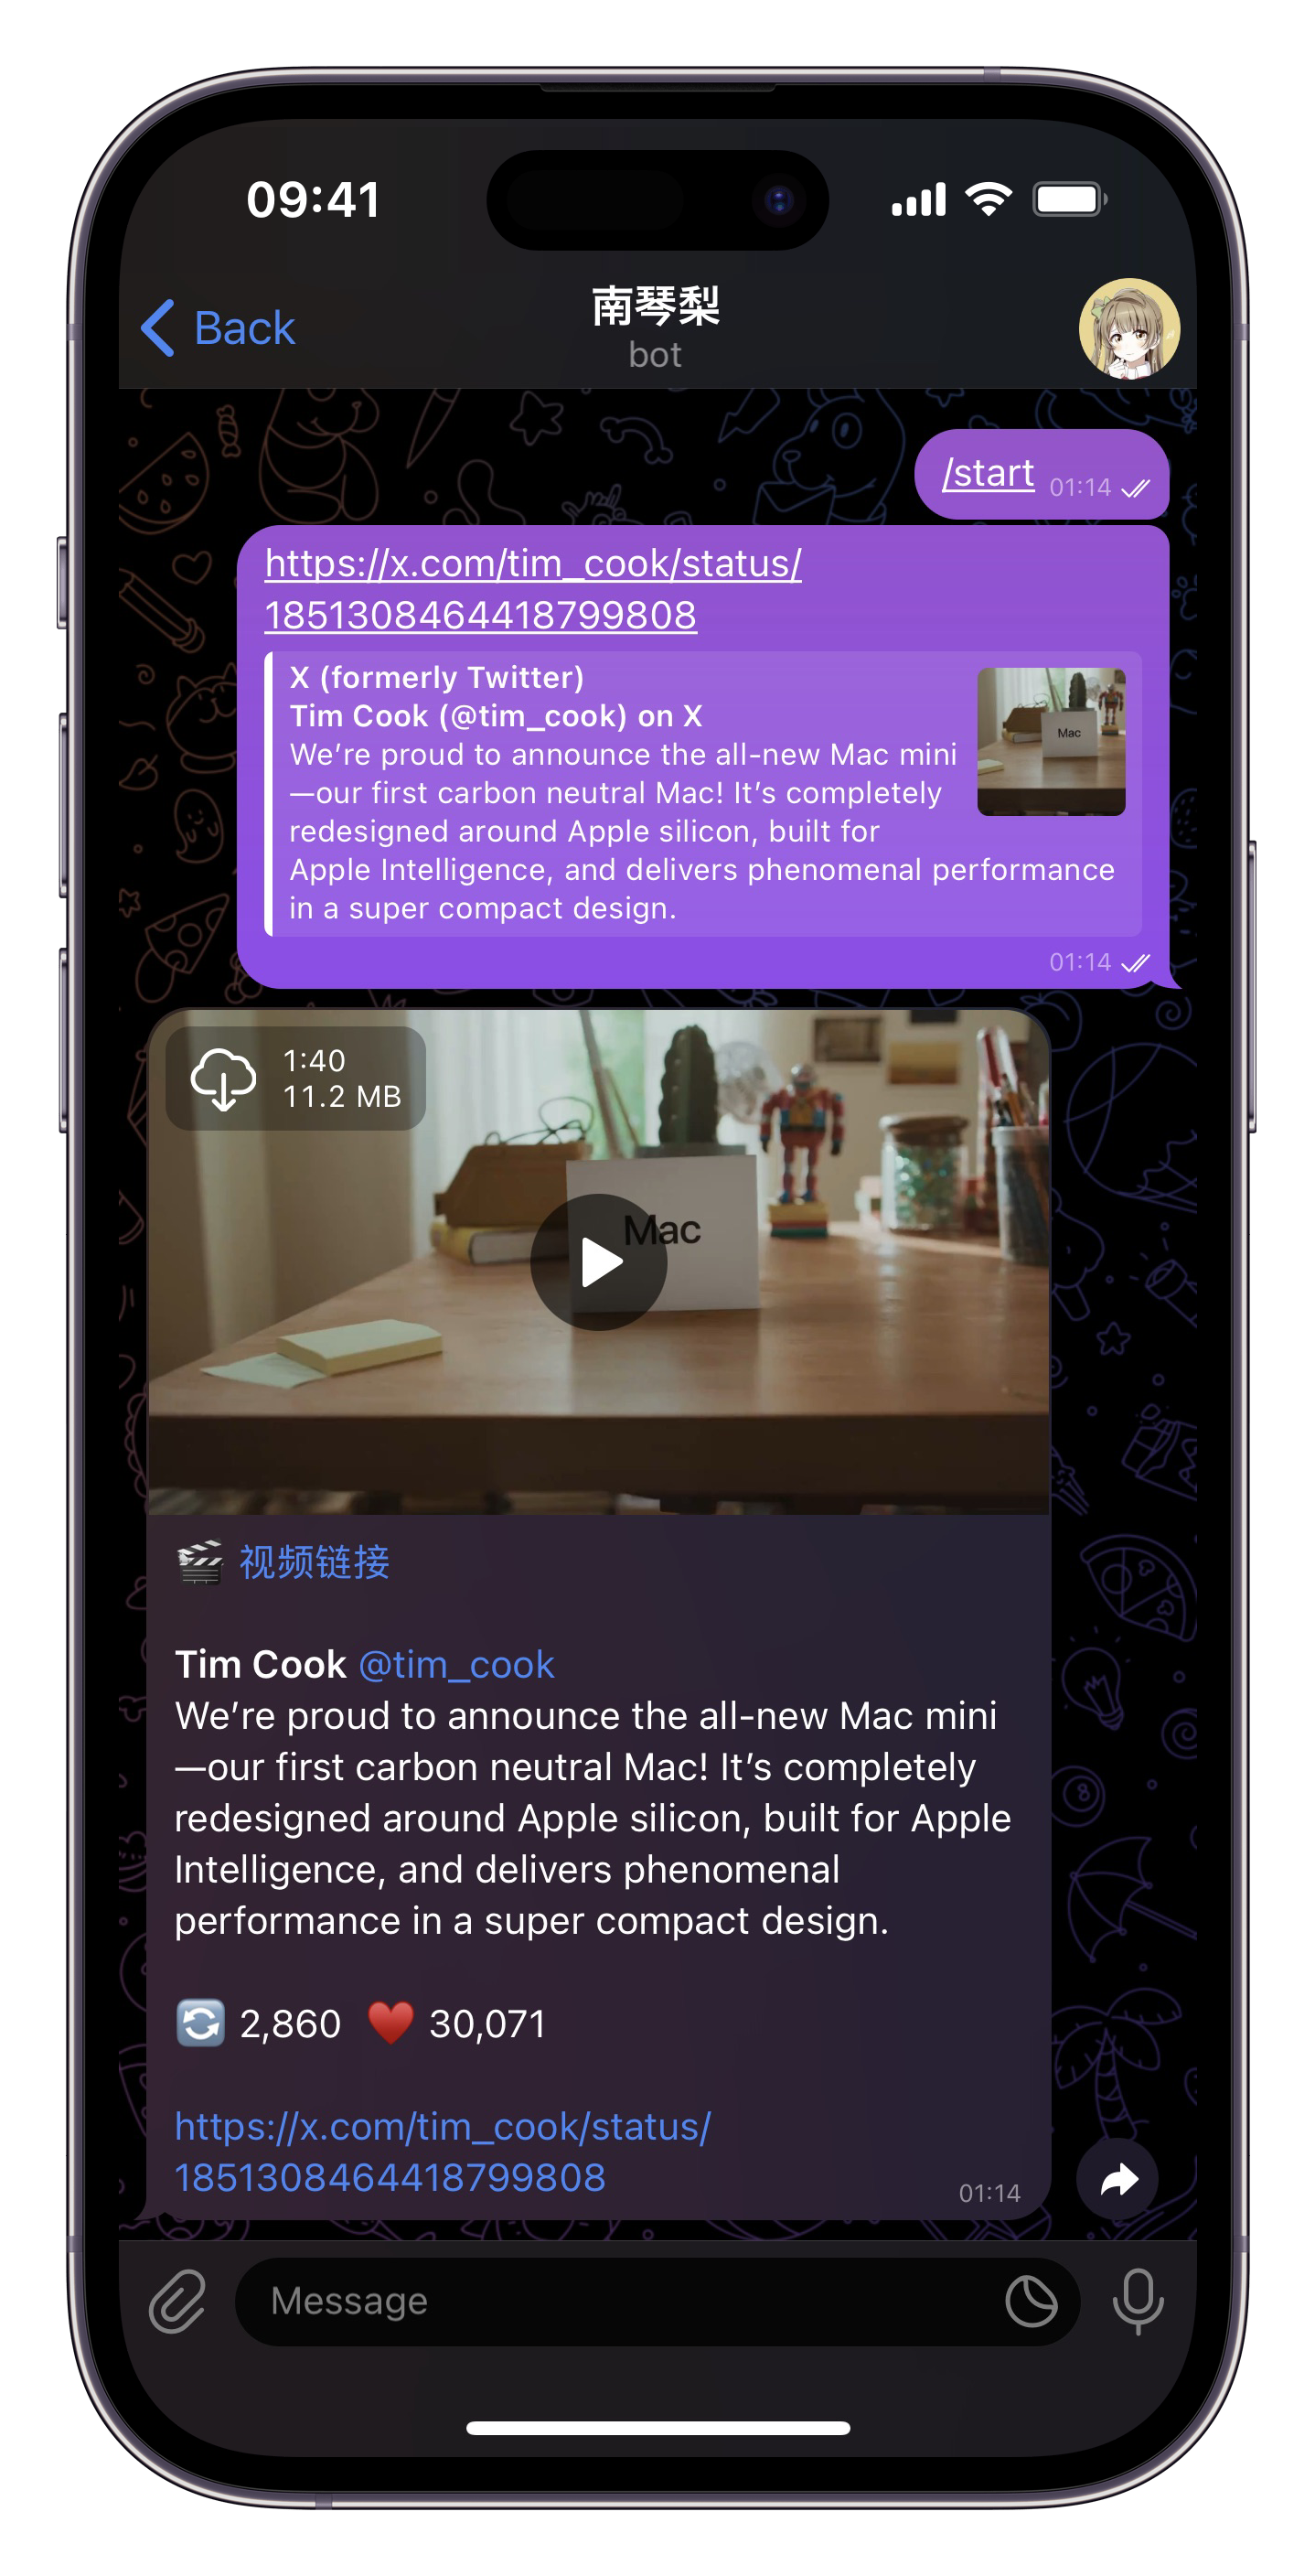 09:41
Back
南琴梨
bot
/start 01:14
https://x.com/tim_cook/status/
1851308464418799808
X (formerly Twitter)
Tim Cook (@tim_cook) on X
We’re proud to announce the all-new Mac mini
—our first carbon neutral Mac! It’s completely
redesigned around Apple silicon, built for
Apple Intelligence, and delivers phenomenal performance
in a super compact design.
Mac
01:14
1:40
11.2 MB
Mac
🎬 视频链接
Tim Cook @tim_cook
We’re proud to announce the all-new Mac mini
—our first carbon neutral Mac! It’s completely
redesigned around Apple silicon, built for Apple
Intelligence, and delivers phenomenal
performance in a super compact design.
🔄 2,860 ♥️ 30,071
https://x.com/tim_cook/status/
1851308464418799808
01:14
Message